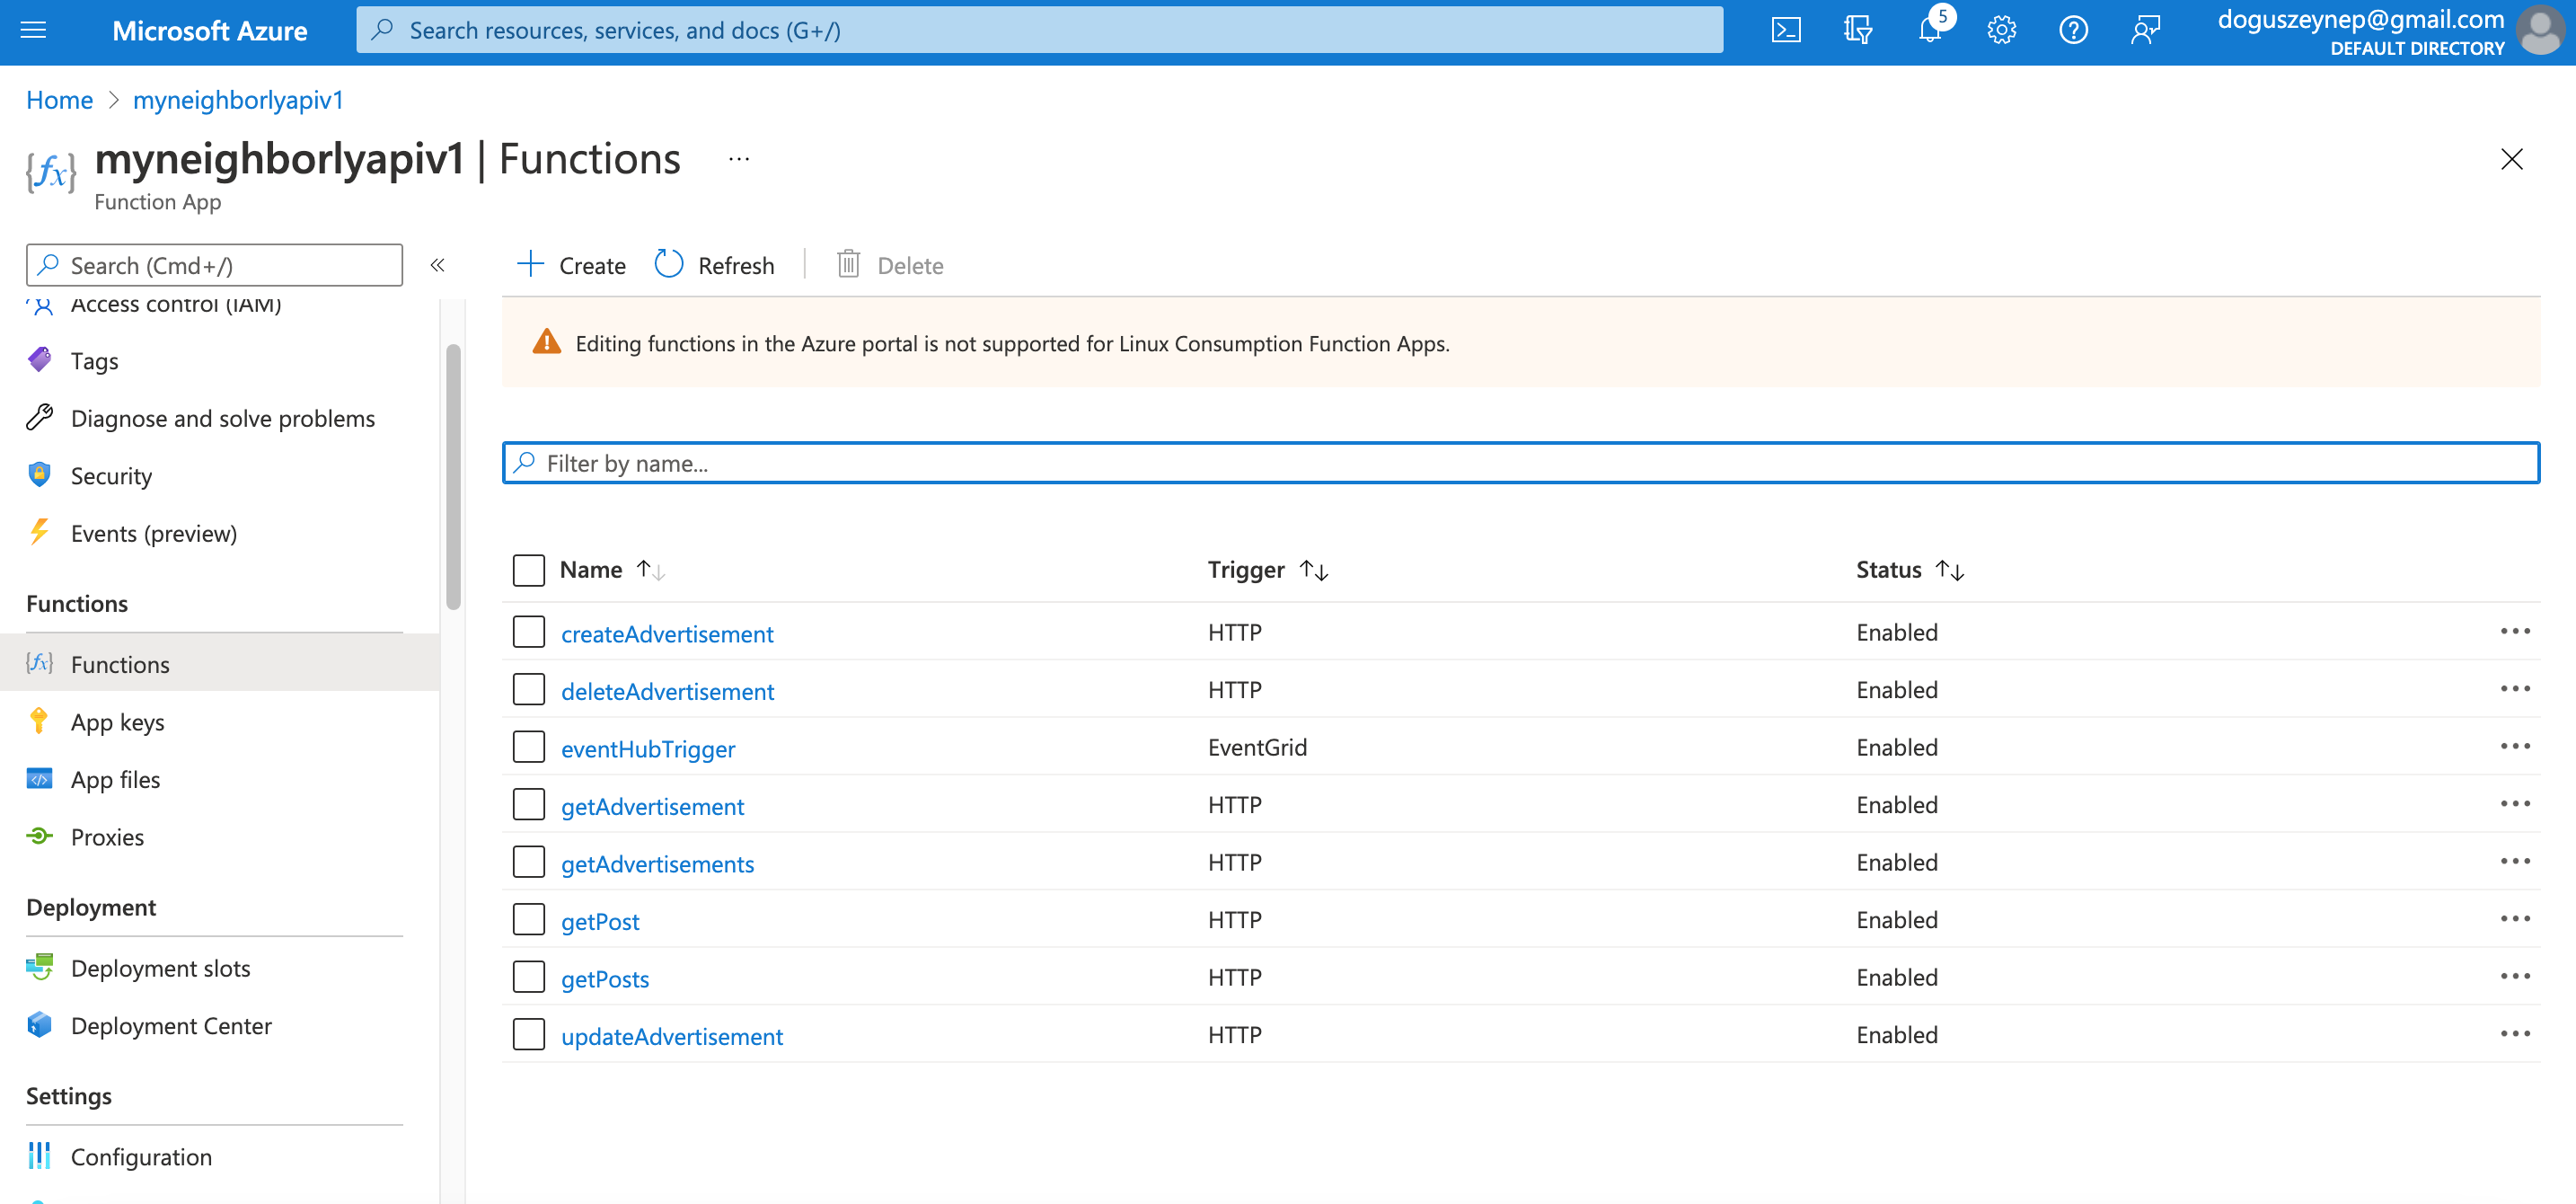 Microsoft Azure
Search resources, services, and docs (G+/)
5
doguszeynep@gmail.com
DEFAULT DIRECTORY
Home > myneighborlyapiv1
{fx} myneighborlyapiv1 | Functions ...
Function App
Search (Cmd+/) «
Create Refresh Delete
Access control (IAM)
Tags
Diagnose and solve problems
Security
Events (preview)
Functions
{fx} Functions
App keys
App files
Proxies
Deployment
Deployment slots
Deployment Center
Settings
Configuration
Editing functions in the Azure portal is not supported for Linux Consumption Function Apps.
Filter by name...
Name ↑↓ Trigger ↑↓ Status ↑↓
createAdvertisement HTTP Enabled ...
deleteAdvertisement HTTP Enabled ...
eventHubTrigger EventGrid Enabled ...
getAdvertisement HTTP Enabled ...
getAdvertisements HTTP Enabled ...
getPost HTTP Enabled ...
getPosts HTTP Enabled ...
updateAdvertisement HTTP Enabled ...